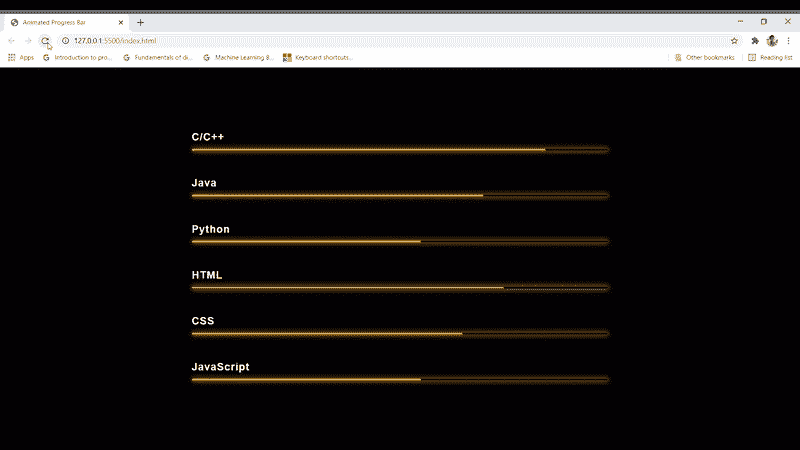 Animated Progress Bar
127.0.0.1:5500/index.html
Apps
Introduction to pro...
Fundamentals of di...
Machine Learning B...
Keyboard shortcuts...
Other bookmarks
Reading list
C/C++
Java
Python
HTML
CSS
JavaScript